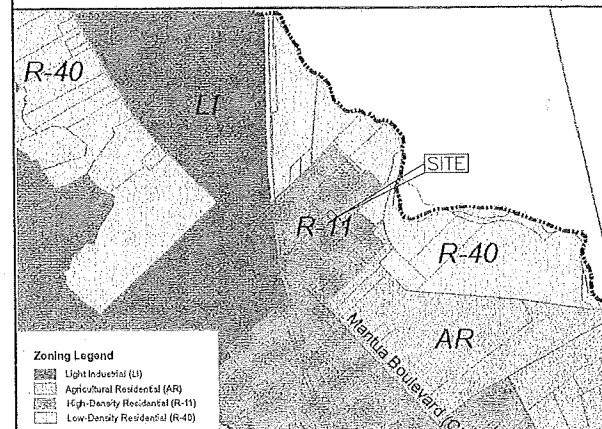 R-40
LI
SITE
R-11
R-40
AR
Mantua Boulevard (C
Zoning Legend
Light Industrial (LI)
Agricultural Residential (AR)
High-Density Residential (R-11)
Low-Density Residential (R-40)